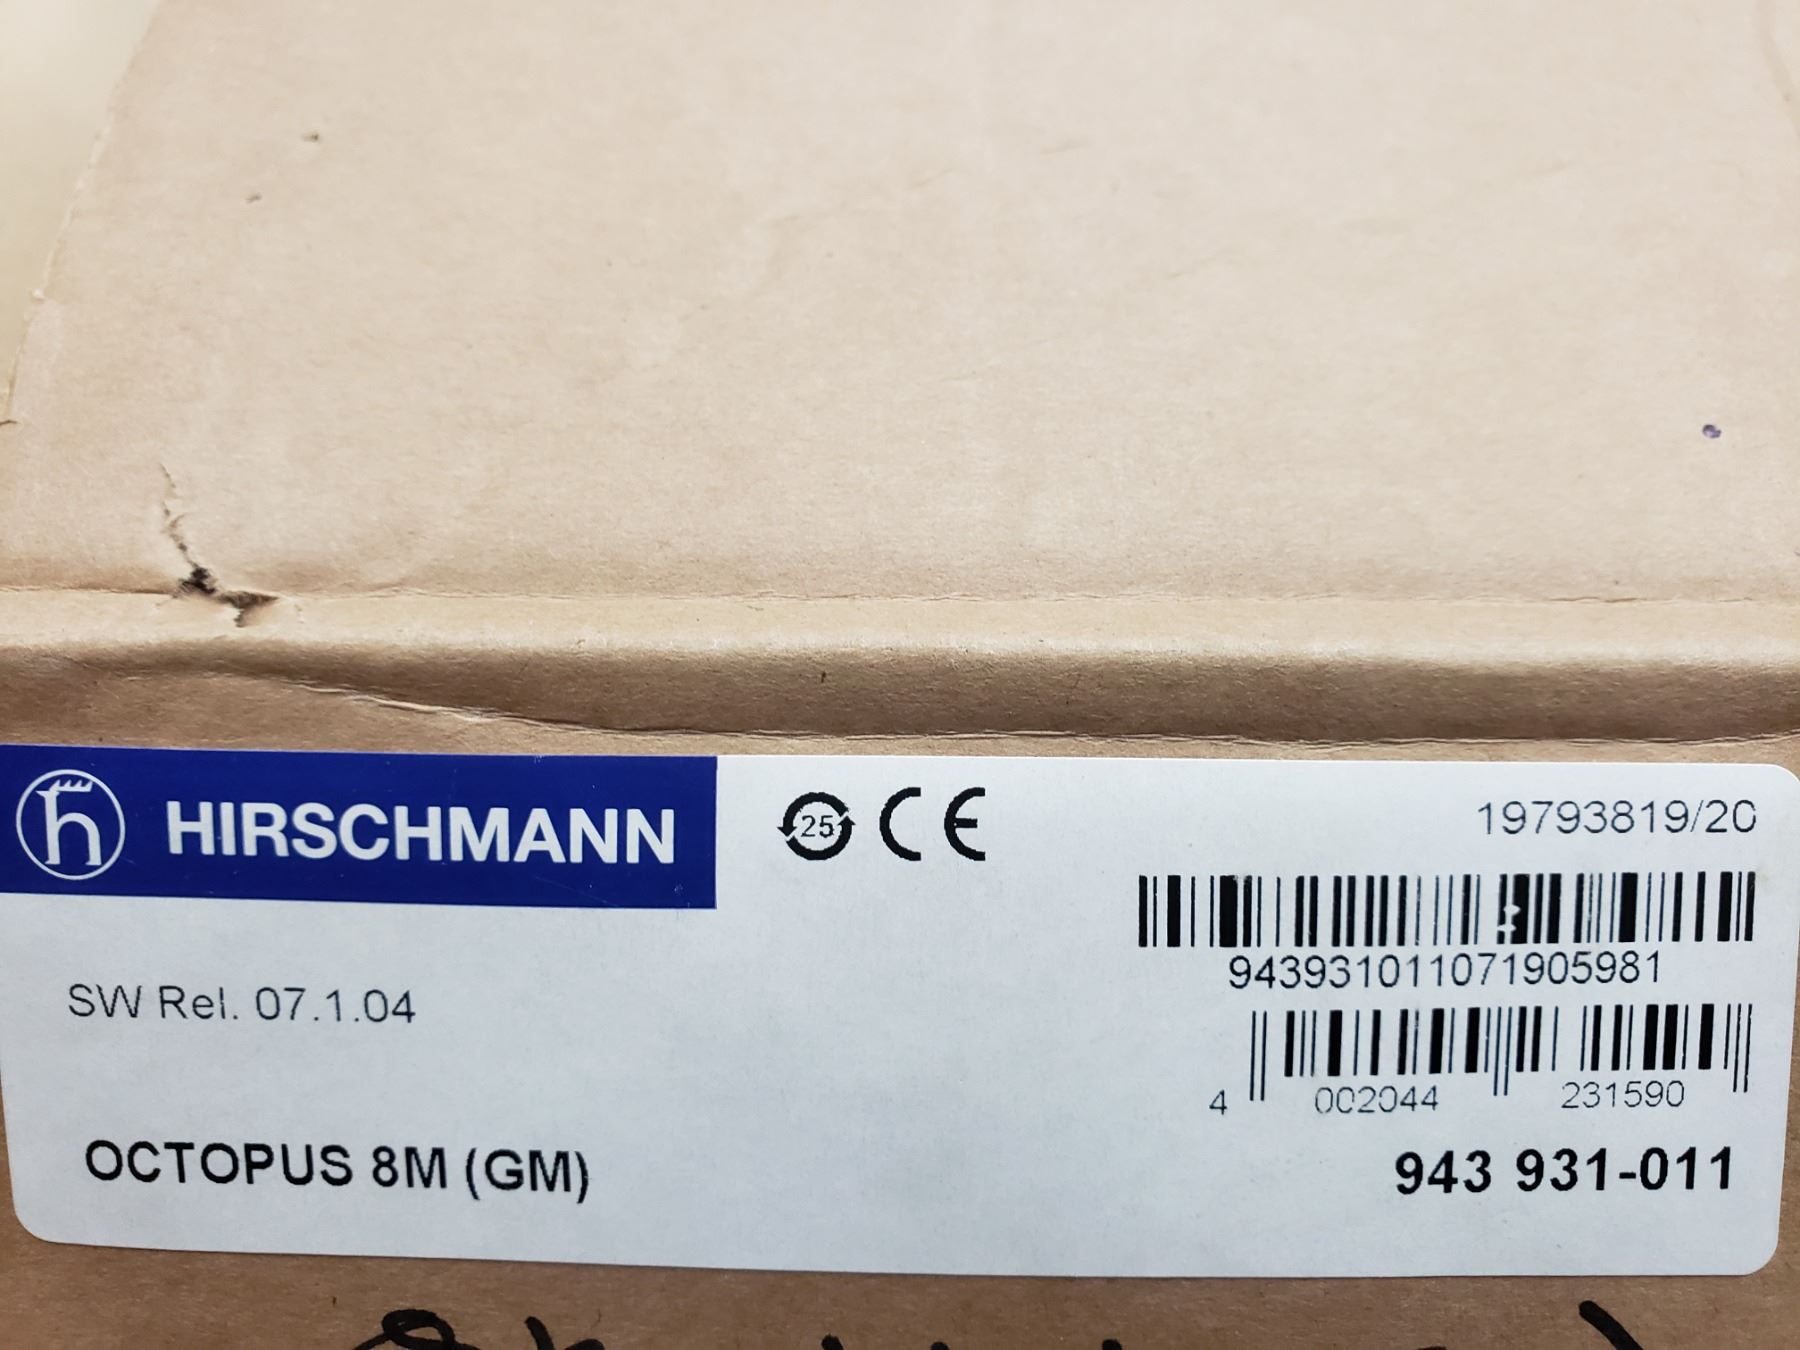 HIRSCHMANN
25 CE
19793819/20
943931011071905981
SW Rel. 07.1.04
4 002044 231590
OCTOPUS 8M (GM)
943 931-011